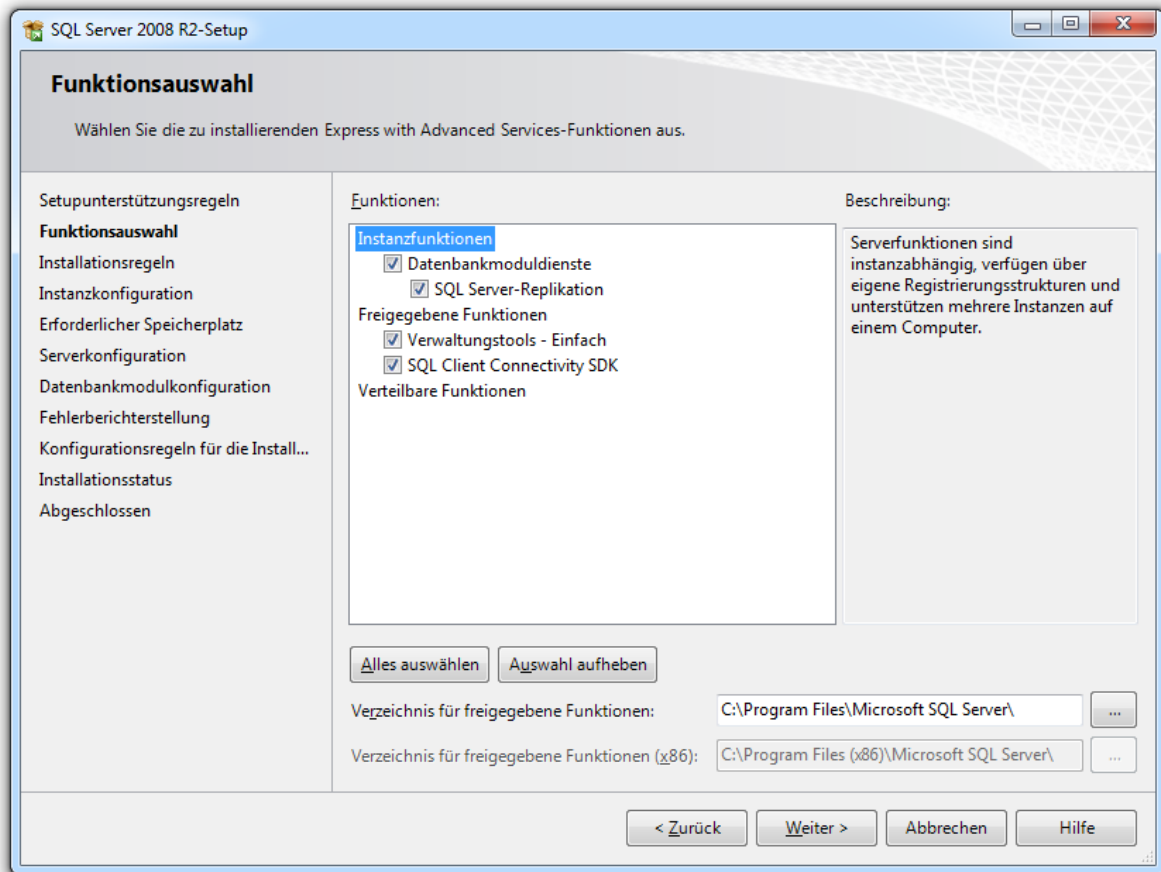 SQL Server 2008 R2-Setup
Funktionsauswahl
Wählen Sie die zu installierenden Express with Advanced Services-Funktionen aus.
Setupunterstützungsregeln
Funktionsauswahl
Installationsregeln
Instanzkonfiguration
Erforderlicher Speicherplatz
Serverkonfiguration
Datenbankmodulkonfiguration
Fehlerberichterstellung
Konfigurationsregeln für die Install...
Installationsstatus
Abgeschlossen
Funktionen:
Instanzfunktionen
Datenbankmoduldienste
SQL Server-Replikation
Freigegebene Funktionen
Verwaltungstools - Einfach
SQL Client Connectivity SDK
Verteilbare Funktionen
Beschreibung:
Serverfunktionen sind
instanzabhängig, verfügen über
eigene Registrierungsstrukturen und
unterstützen mehrere Instanzen auf
einem Computer.
Alles auswählen
Auswahl aufheben
Verzeichnis für freigegebene Funktionen:
C:\Program Files\Microsoft SQL Server\
...
Verzeichnis für freigegebene Funktionen (x86):
C:\Program Files (x86)\Microsoft SQL Server\
...
< Zurück
Weiter >
Abbrechen
Hilfe